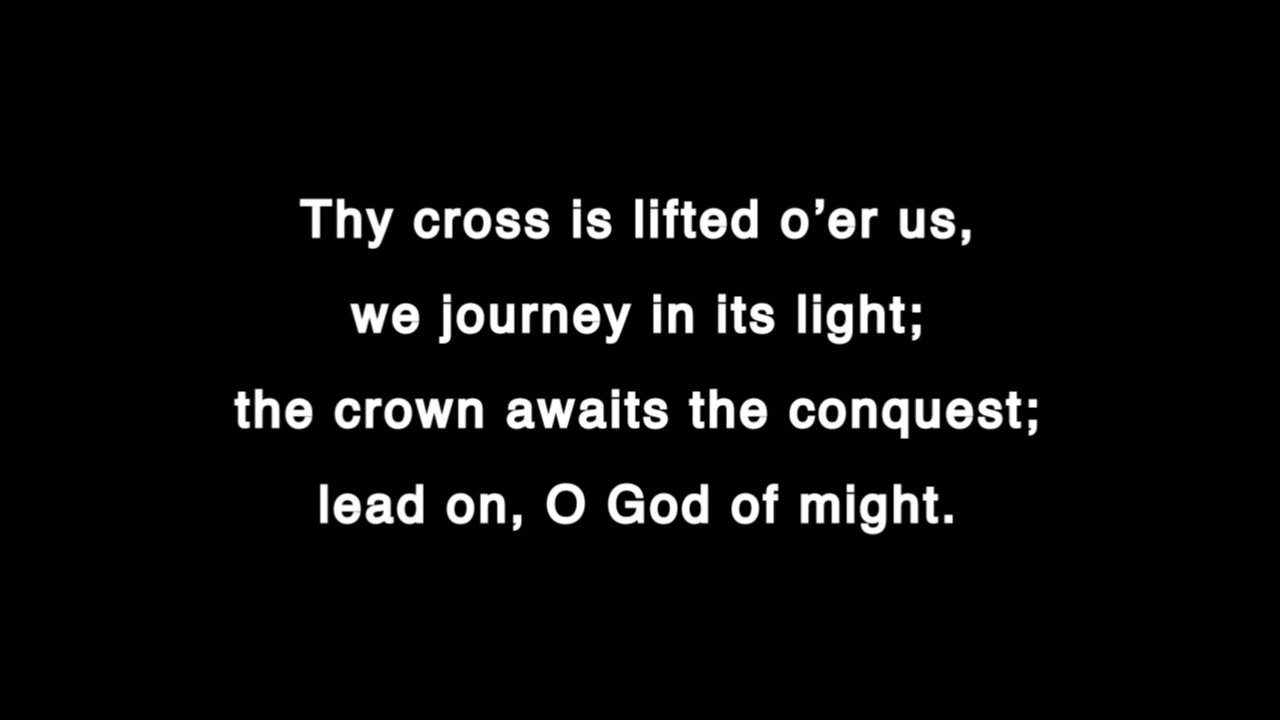 Thy cross is lifted o’er us,
we journey in its light;
the crown awaits the conquest;
lead on, O God of might.